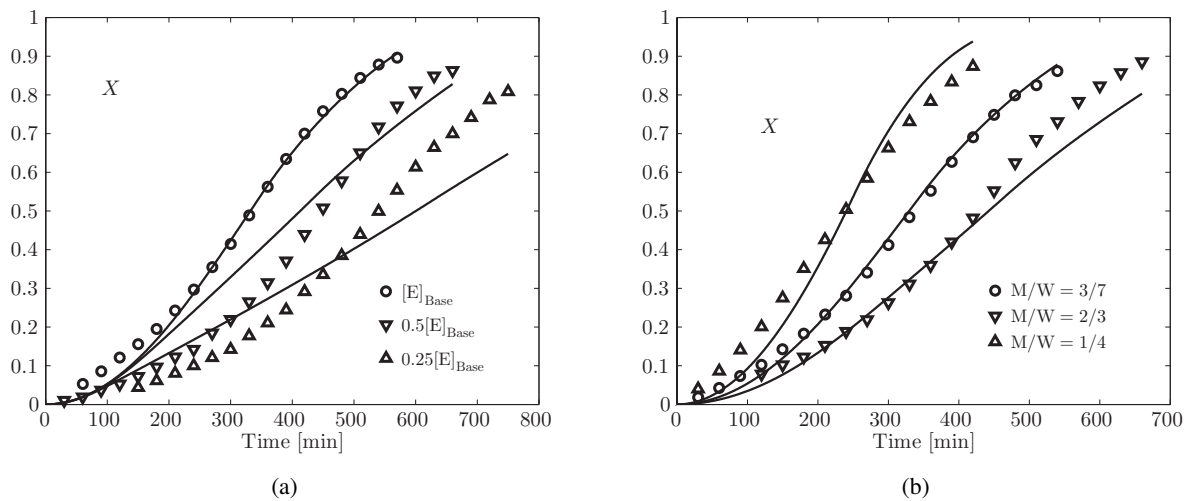 1
0.9
0.8
0.7
0.6
0.5
0.4
0.3
0.2
0.1
0
X
[E]Base
0.5[E]Base
0.25[E]Base
0 100 200 300 400 500 600 700 800
Time [min]
(a)
1
0.9
0.8
0.7
0.6
0.5
0.4
0.3
0.2
0.1
0
X
M/W = 3/7
M/W = 2/3
M/W = 1/4
0 100 200 300 400 500 600 700
Time [min]
(b)